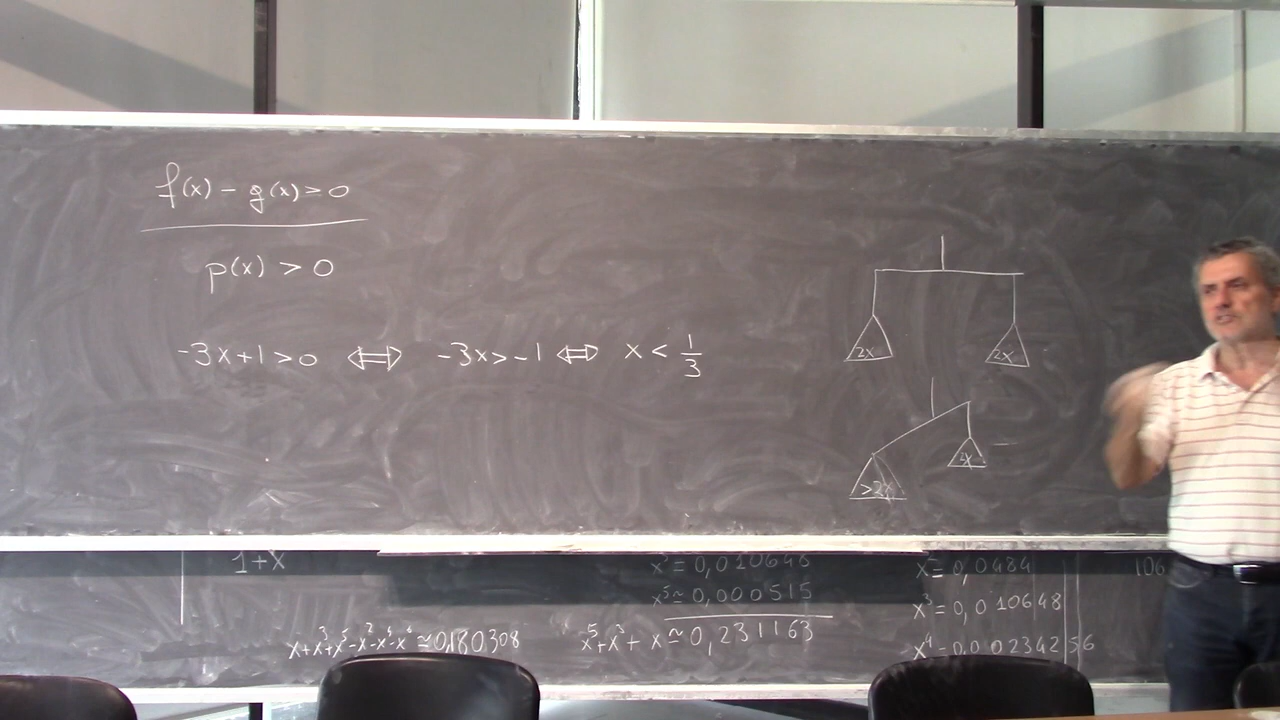 f(x) - g(x) > 0
p(x) > 0
-3x+1>0 ⟺ -3x>-1 ⟺ x < 1/3
2x 2x
>2x 2x
1+x
x+x³+x⁵-x²-x⁴-x⁶ ≃ 0,180308
x³ = 0,010648
x⁵ ≃ 0,000515
x⁵+x³+x ≃ 0,231163
x² = 0,0484
x³ = 0,010648
x⁴ = 0,00234256
106